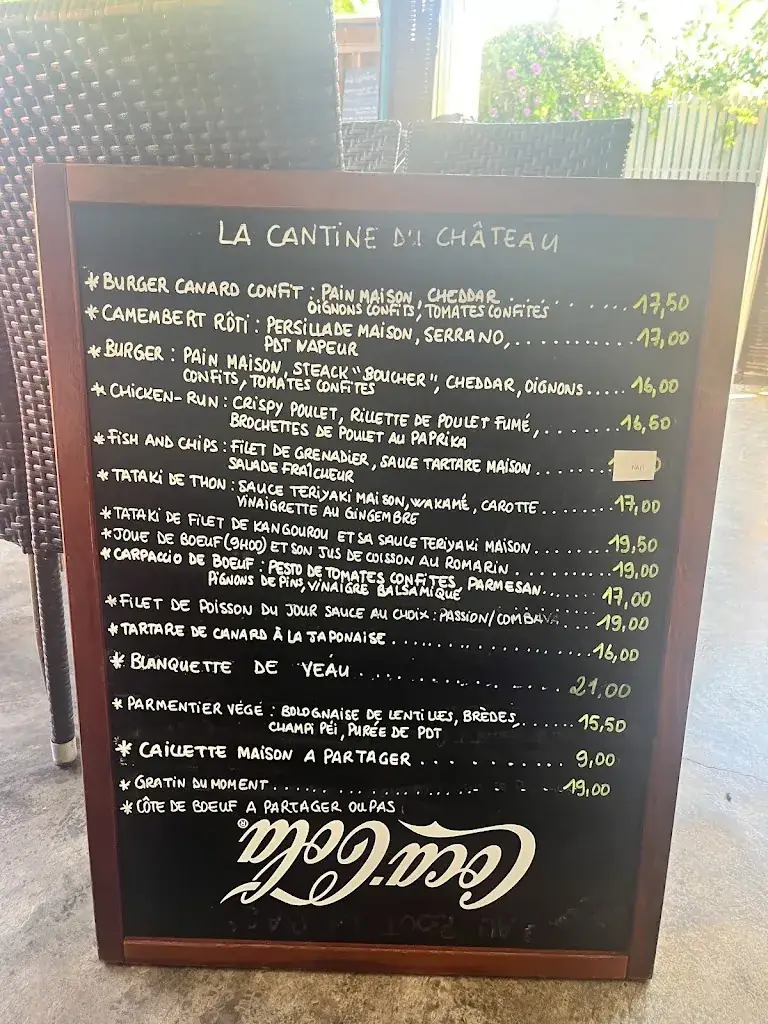 LA CANTINE DU CHÂTEAU
* BURGER CANARD CONFIT : PAIN MAISON, CHEDDAR .......... 17,50
OIGNONS CONFITS, TOMATES CONFITES
* CAMEMBERT RÔTI : PERSILLADE MAISON, SERRANO, .......... 17,00
PDT VAPEUR
* BURGER : PAIN MAISON, STEACK "BOUCHER", CHEDDAR, OIGNONS ..... 16,00
CONFITS, TOMATES CONFITES
* CHICKEN-RUN : CRISPY POULET, RILLETTE DE POULET FUMÉ, ........ 16,50
BROCHETTES DE POULET AU PAPRIKA
* FISH AND CHIPS : FILET DE GRENADIER, SAUCE TARTARE MAISON .......
SALADE FRAÎCHEUR
* TATAKI DE THON : SAUCE TERIYAKI MAISON, WAKAMÉ, CAROTTE ....... 17,00
VINAIGRETTE AU GINGEMBRE
* TATAKI DE FILET DE KANGOUROU ET SA SAUCE TERIYAKI MAISON ....... 19,50
* JOUE DE BOEUF (9H00) ET SON JUS DE CUISSON AU ROMARIN ......... 19,00
* CARPACCIO DE BOEUF : PESTO DE TOMATES CONFITES, PARMESAN ..... 17,00
PIGNONS DE PINS, VINAIGRE BALSAMIQUE
* FILET DE POISSON DU JOUR SAUCE AU CHOIX : PASSION/COMBAVA ... 19,00
* TARTARE DE CANARD À LA JAPONAISE .................. 16,00
* BLANQUETTE DE VEAU .................. 21,00
* PARMENTIER VÉGÉ : BOLOGNAISE DE LENTILLES, BRÈDES, ....... 15,50
CHAMPI PÉI, PURÉE DE PDT
* CAILLETTE MAISON A PARTAGER .......... 9,00
* GRATIN DU MOMENT .................. 19,00
* CÔTE DE BOEUF A PARTAGER OU PAS
Coca-Cola®